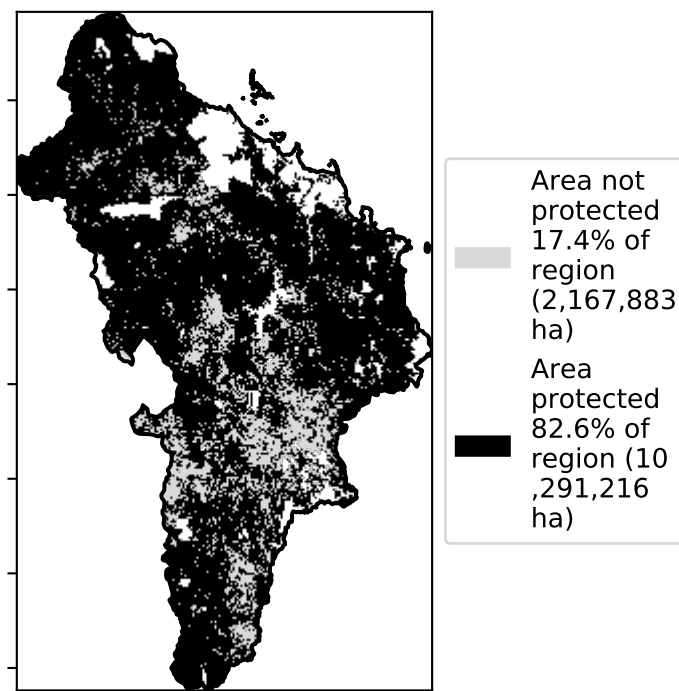 Area not
protected
17.4% of
region
(2,167,883
ha)
Area
protected
82.6% of
region (10
,291,216
ha)